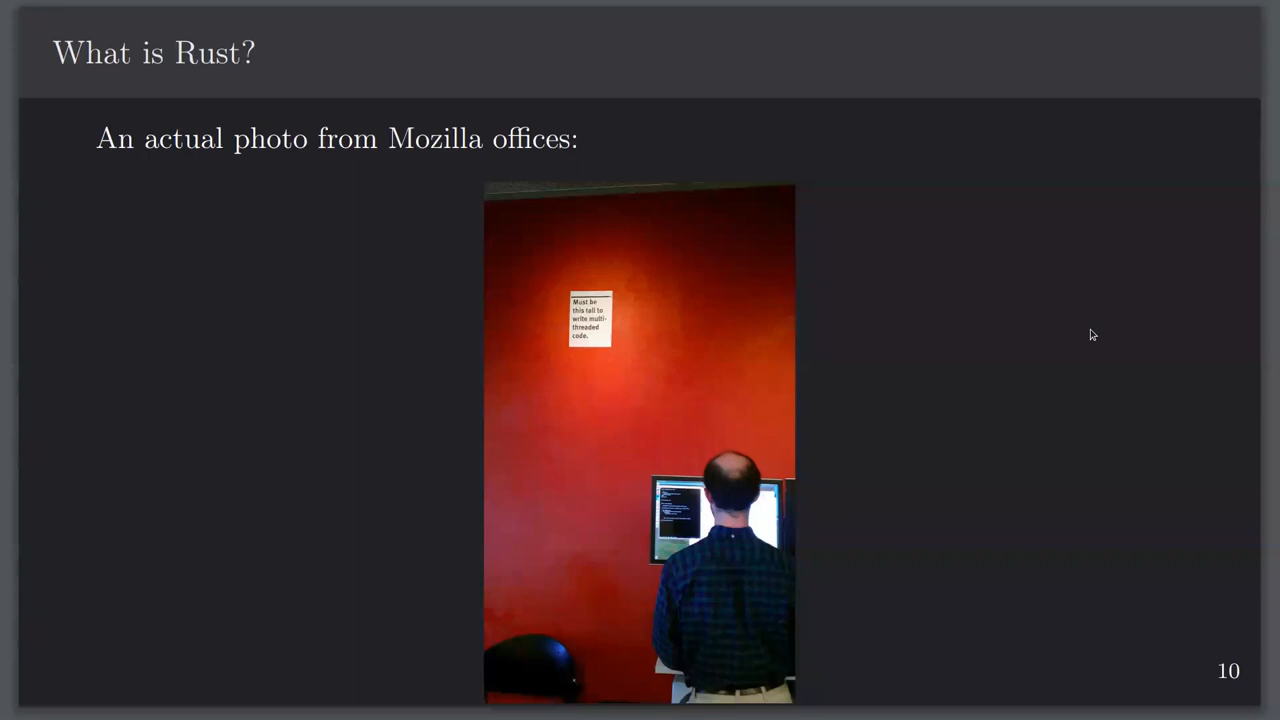 What is Rust?
An actual photo from Mozilla offices:
Must be
this tall to
write multi-
threaded
code.
10